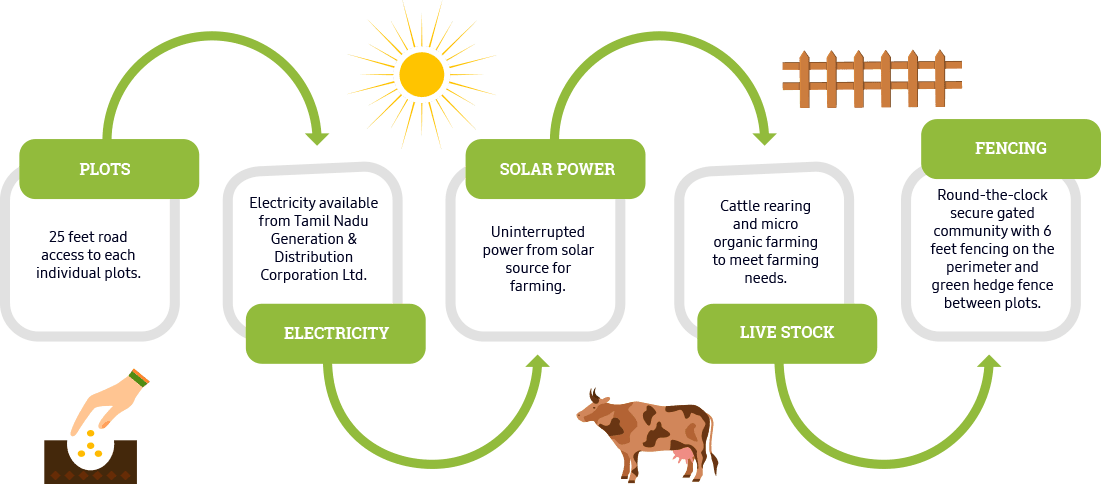 PLOTS
25 feet road
access to each
individual plots.
Electricity available
from Tamil Nadu
Generation &
Distribution
Corporation Ltd.
ELECTRICITY
SOLAR POWER
Uninterrupted
power from solar
source for
farming.
Cattle rearing
and micro
organic farming
to meet farming
needs.
LIVE STOCK
FENCING
Round-the-clock
secure gated
community with 6
feet fencing on the
perimeter and
green hedge fence
between plots.